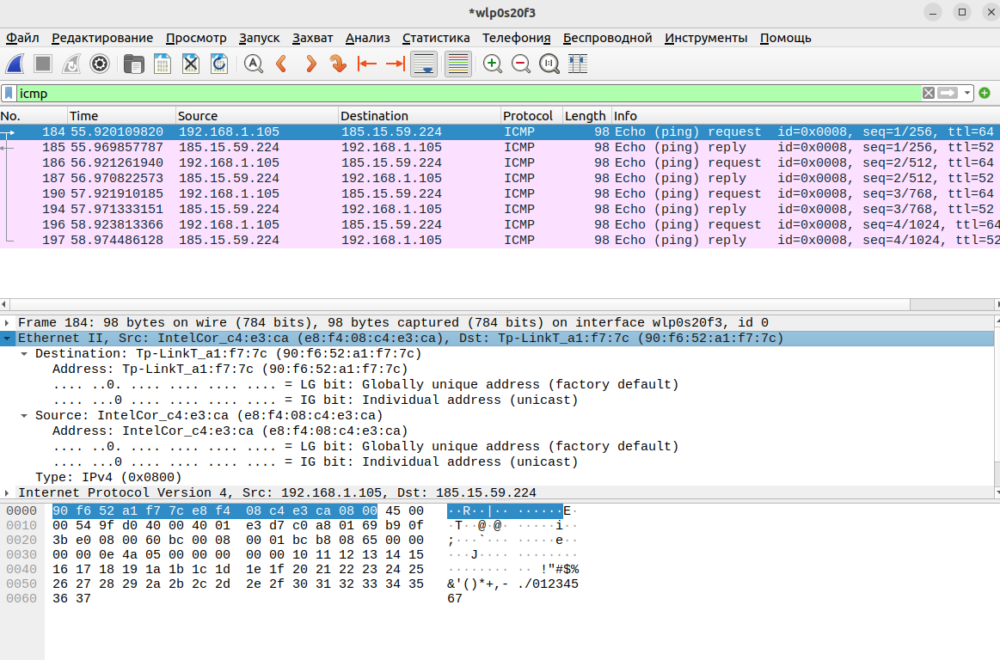 *wlp0s20f3
Файл Редактирование Просмотр Запуск Захват Анализ Статистика Телефония Беспроводной Инструменты Помощь
icmp
No. Time Source Destination Protocol Length Info
184 55.920109820 192.168.1.105 185.15.59.224 ICMP 98 Echo (ping) request id=0x0008, seq=1/256, ttl=64
185 55.969857787 185.15.59.224 192.168.1.105 ICMP 98 Echo (ping) reply id=0x0008, seq=1/256, ttl=52
186 56.921261940 192.168.1.105 185.15.59.224 ICMP 98 Echo (ping) request id=0x0008, seq=2/512, ttl=64
187 56.970822573 185.15.59.224 192.168.1.105 ICMP 98 Echo (ping) reply id=0x0008, seq=2/512, ttl=52
190 57.921910185 192.168.1.105 185.15.59.224 ICMP 98 Echo (ping) request id=0x0008, seq=3/768, ttl=64
194 57.971333151 185.15.59.224 192.168.1.105 ICMP 98 Echo (ping) reply id=0x0008, seq=3/768, ttl=52
196 58.923813366 192.168.1.105 185.15.59.224 ICMP 98 Echo (ping) request id=0x0008, seq=4/1024, ttl=64
197 58.974486128 185.15.59.224 192.168.1.105 ICMP 98 Echo (ping) reply id=0x0008, seq=4/1024, ttl=52
Frame 184: 98 bytes on wire (784 bits), 98 bytes captured (784 bits) on interface wlp0s20f3, id 0
Ethernet II, Src: IntelCor_c4:e3:ca (e8:f4:08:c4:e3:ca), Dst: Tp-LinkT_a1:f7:7c (90:f6:52:a1:f7:7c)
Destination: Tp-LinkT_a1:f7:7c (90:f6:52:a1:f7:7c)
Address: Tp-LinkT_a1:f7:7c (90:f6:52:a1:f7:7c)
.... ..0. .... .... .... .... = LG bit: Globally unique address (factory default)
.... ...0 .... .... .... .... = IG bit: Individual address (unicast)
Source: IntelCor_c4:e3:ca (e8:f4:08:c4:e3:ca)
Address: IntelCor_c4:e3:ca (e8:f4:08:c4:e3:ca)
.... ..0. .... .... .... .... = LG bit: Globally unique address (factory default)
.... ...0 .... .... .... .... = IG bit: Individual address (unicast)
Type: IPv4 (0x0800)
Internet Protocol Version 4, Src: 192.168.1.105, Dst: 185.15.59.224
0000 90 f6 52 a1 f7 7c e8 f4 08 c4 e3 ca 08 00 45 00 ··R··|·· ······E·
0010 00 54 9f d0 40 00 40 01 e3 d7 c0 a8 01 69 b9 0f ·T··@·@· ·····i··
0020 3b e0 08 00 60 bc 00 08 00 01 bc b8 08 65 00 00 ;···`··· ·····e··
0030 00 00 0e 4a 05 00 00 00 00 00 10 11 12 13 14 15 ···J···· ········
0040 16 17 18 19 1a 1b 1c 1d 1e 1f 20 21 22 23 24 25 ········ ·· !"#$%
0050 26 27 28 29 2a 2b 2c 2d 2e 2f 30 31 32 33 34 35 &'()*+,- ./012345
0060 36 37 67